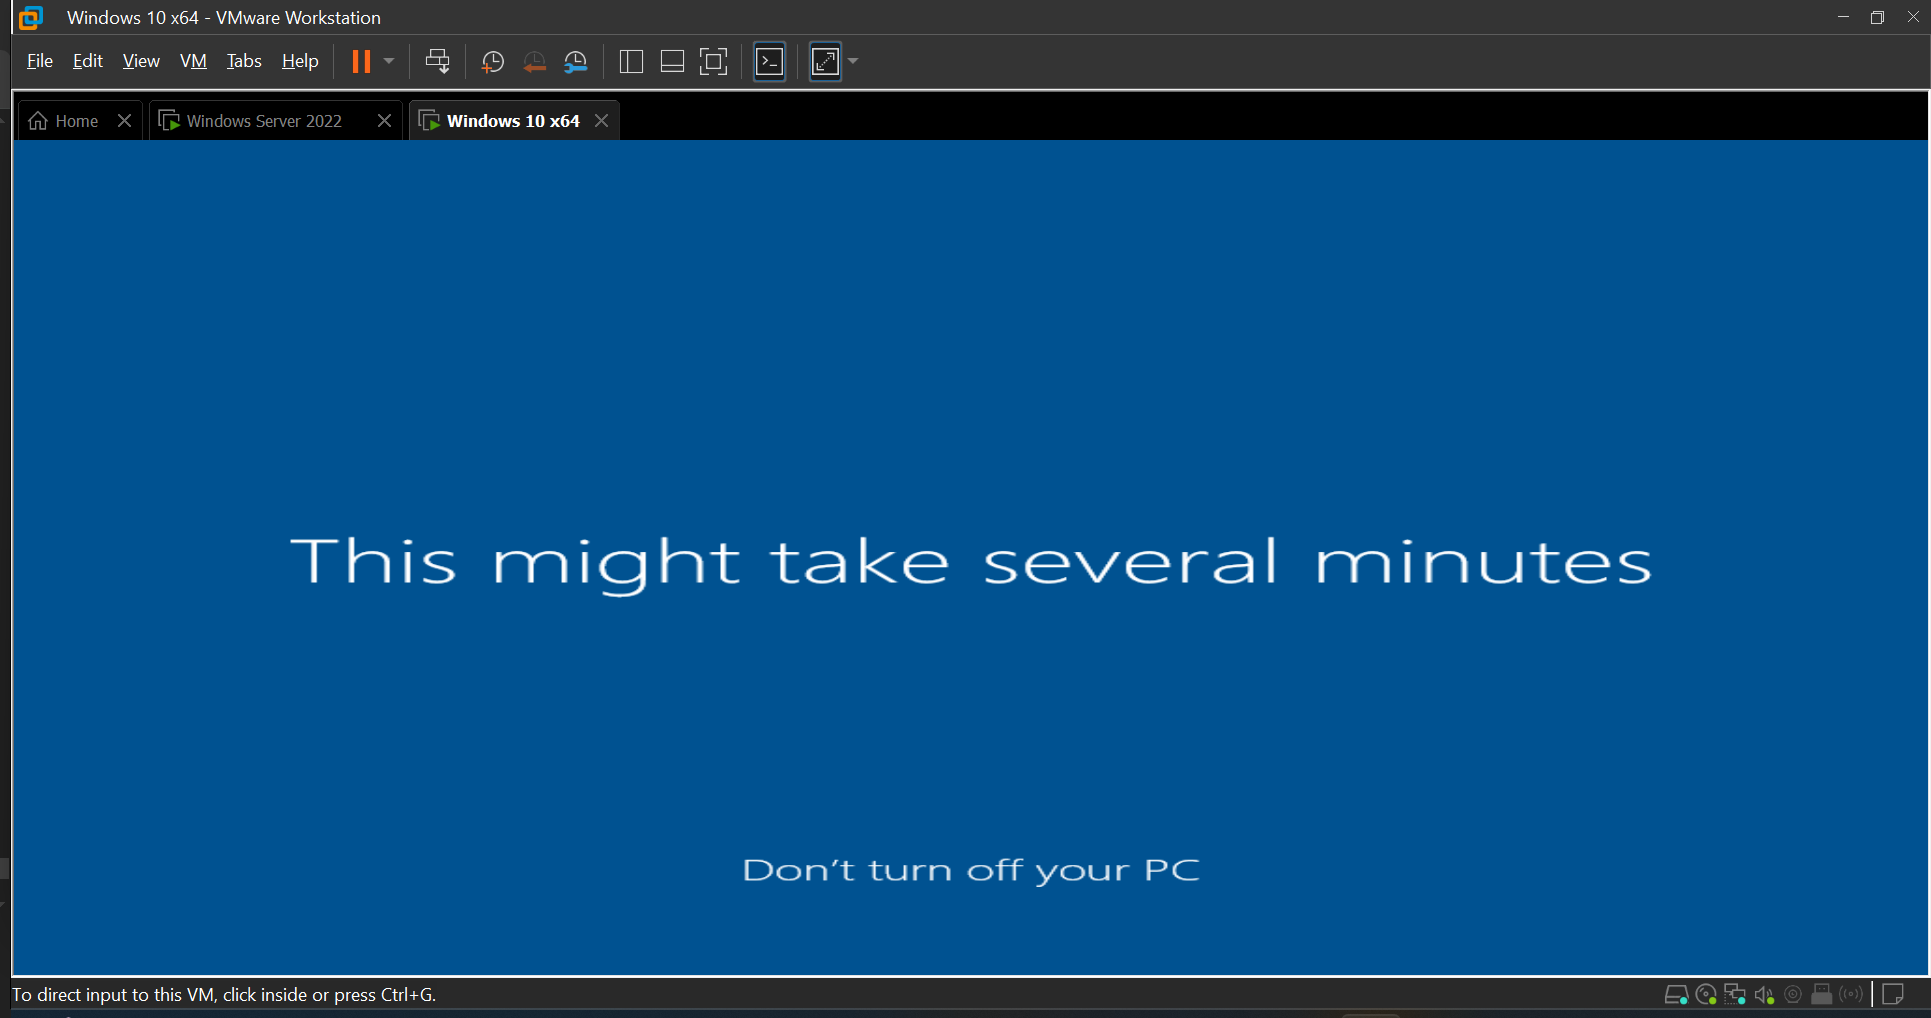 Windows 10 x64 - VMware Workstation
File Edit View VM Tabs Help
Home Windows Server 2022 Windows 10 x64
This might take several minutes
Don't turn off your PC
To direct input to this VM, click inside or press Ctrl+G.